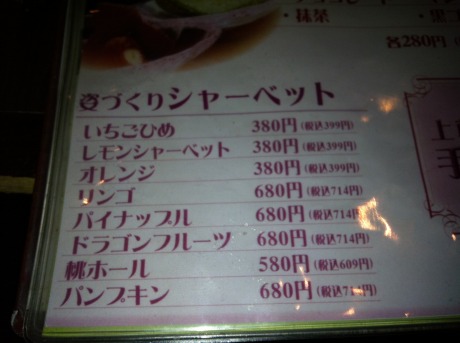 ・抹茶
各280円
姿づくりシャーベット
いちごひめ 380円(税込399円)
レモンシャーベット 380円(税込399円)
オレンジ 380円(税込399円)
リンゴ 680円(税込714円)
パイナップル 680円(税込714円)
ドラゴンフルーツ 680円(税込714円)
桃ホール 580円(税込609円)
パンプキン 680円(税込714円)